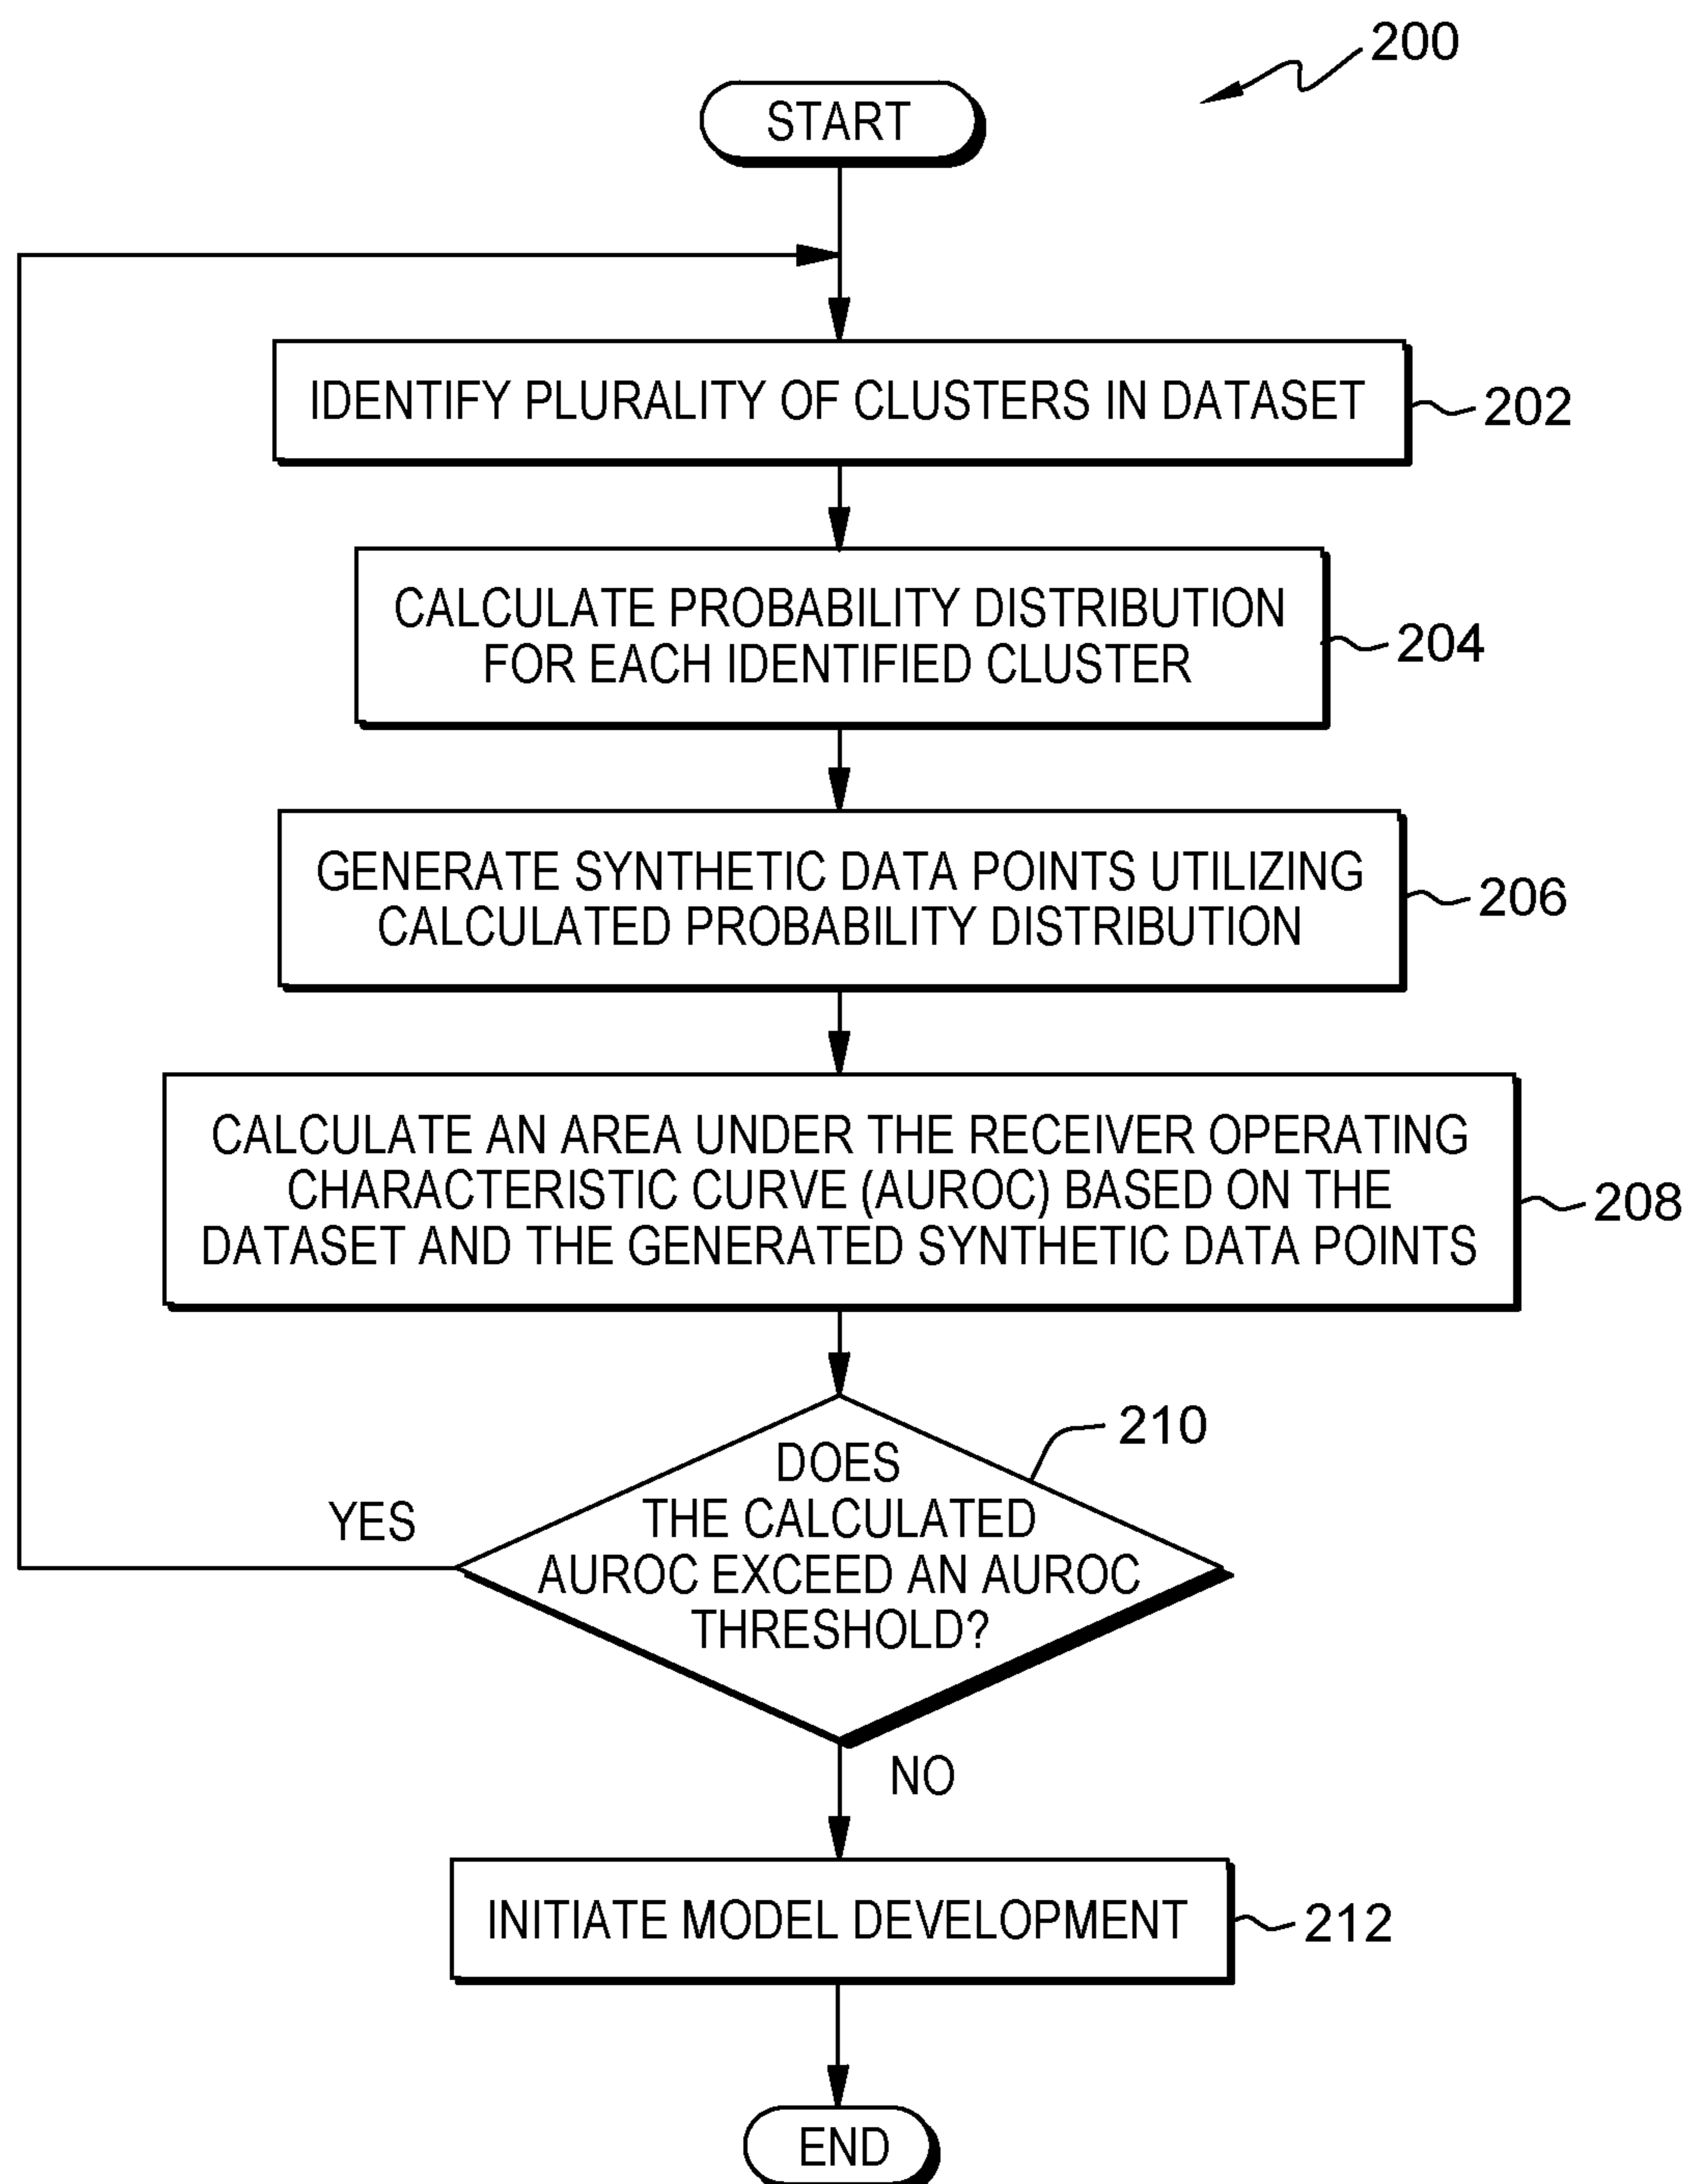 200
START
IDENTIFY PLURALITY OF CLUSTERS IN DATASET
202
CALCULATE PROBABILITY DISTRIBUTION
FOR EACH IDENTIFIED CLUSTER
204
GENERATE SYNTHETIC DATA POINTS UTILIZING
CALCULATED PROBABILITY DISTRIBUTION
206
CALCULATE AN AREA UNDER THE RECEIVER OPERATING
CHARACTERISTIC CURVE (AUROC) BASED ON THE
DATASET AND THE GENERATED SYNTHETIC DATA POINTS
208
210
DOES
THE CALCULATED
AUROC EXCEED AN AUROC
THRESHOLD?
YES
NO
INITIATE MODEL DEVELOPMENT
212
END